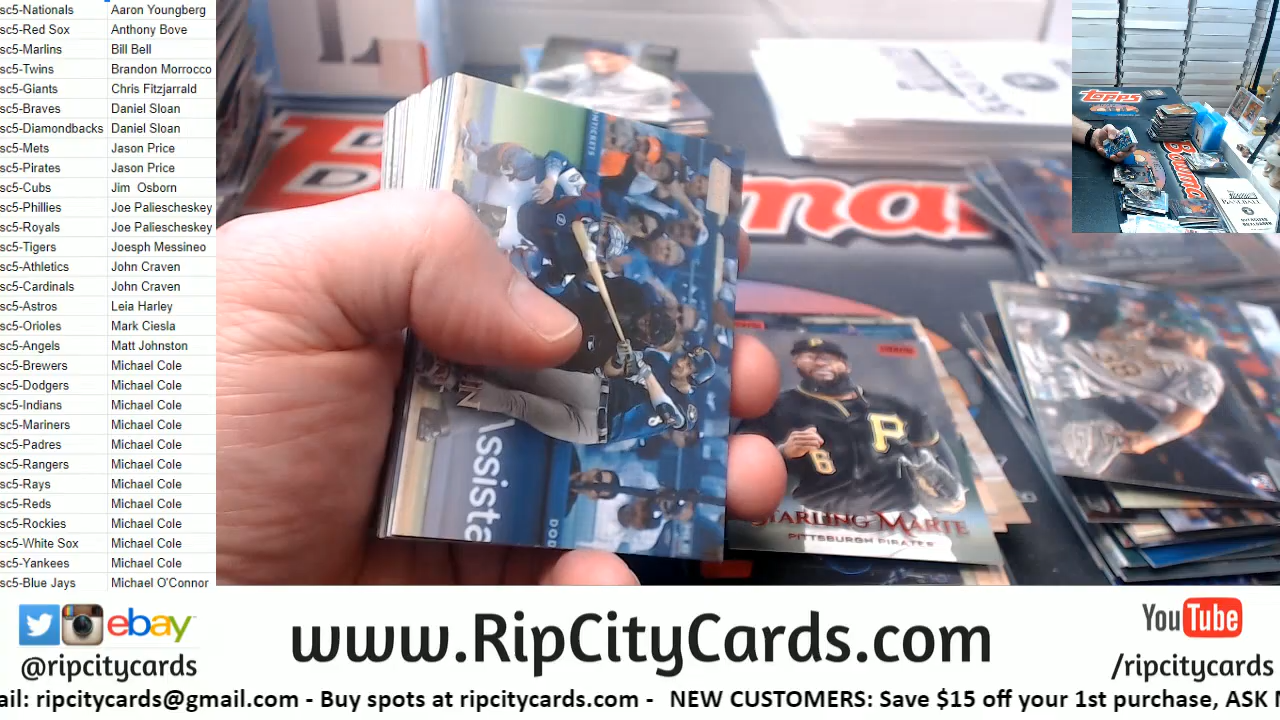 sc5-Nationals Aaron Youngberg
sc5-Red Sox Anthony Bove
sc5-Marlins Bill Bell
sc5-Twins Brandon Morrocco
sc5-Giants Chris Fitzjarrald
sc5-Braves Daniel Sloan
sc5-Diamondbacks Daniel Sloan
sc5-Mets Jason Price
sc5-Pirates Jason Price
sc5-Cubs Jim Osborn
sc5-Phillies Joe Paliescheskey
sc5-Royals Joe Paliescheskey
sc5-Tigers Joesph Messineo
sc5-Athletics John Craven
sc5-Cardinals John Craven
sc5-Astros Leia Harley
sc5-Orioles Mark Ciesla
sc5-Angels Matt Johnston
sc5-Brewers Michael Cole
sc5-Dodgers Michael Cole
sc5-Indians Michael Cole
sc5-Mariners Michael Cole
sc5-Padres Michael Cole
sc5-Rangers Michael Cole
sc5-Rays Michael Cole
sc5-Reds Michael Cole
sc5-Rockies Michael Cole
sc5-White Sox Michael Cole
sc5-Yankees Michael Cole
sc5-Blue Jays Michael O'Connor
Topps
Bowma
ma
Assista
P
6
STARLING MARTE
PITTSBURGH PIRATES
ebay
@ripcitycards
www.RipCityCards.com
YouTube
/ripcitycards
ail: ripcitycards@gmail.com - Buy spots at ripcitycards.com - NEW CUSTOMERS: Save $15 off your 1st purchase, ASK